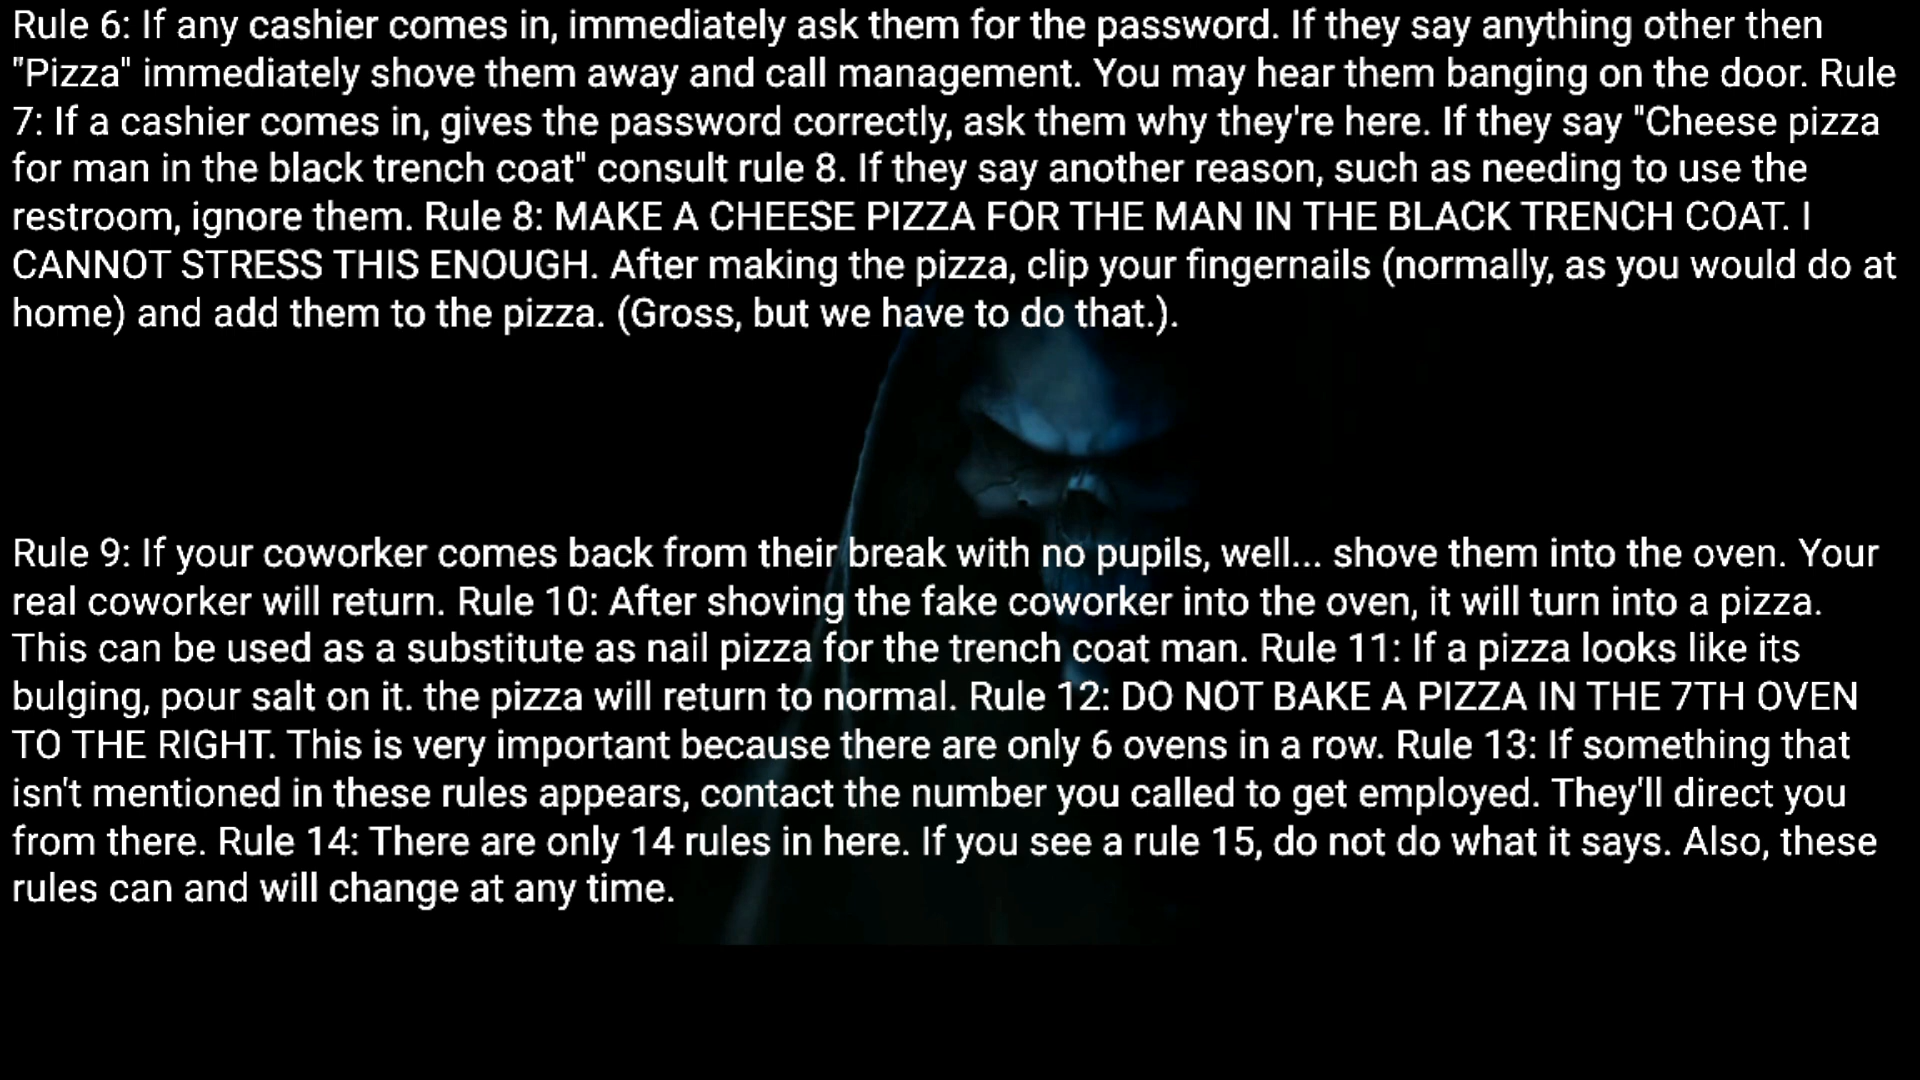 Rule 6: If any cashier comes in, immediately ask them for the password. If they say anything other then
"Pizza" immediately shove them away and call management. You may hear them banging on the door. Rule
7: If a cashier comes in, gives the password correctly, ask them why they're here. If they say "Cheese pizza
for man in the black trench coat" consult rule 8. If they say another reason, such as needing to use the
restroom, ignore them. Rule 8: MAKE A CHEESE PIZZA FOR THE MAN IN THE BLACK TRENCH COAT. I
CANNOT STRESS THIS ENOUGH. After making the pizza, clip your fingernails (normally, as you would do at
home) and add them to the pizza. (Gross, but we have to do that.).
Rule 9: If your coworker comes back from their break with no pupils, well... shove them into the oven. Your
real coworker will return. Rule 10: After shoving the fake coworker into the oven, it will turn into a pizza.
This can be used as a substitute as nail pizza for the trench coat man. Rule 11: If a pizza looks like its
bulging, pour salt on it. the pizza will return to normal. Rule 12: DO NOT BAKE A PIZZA IN THE 7TH OVEN
TO THE RIGHT. This is very important because there are only 6 ovens in a row. Rule 13: If something that
isn't mentioned in these rules appears, contact the number you called to get employed. They'll direct you
from there. Rule 14: There are only 14 rules in here. If you see a rule 15, do not do what it says. Also, these
rules can and will change at any time.